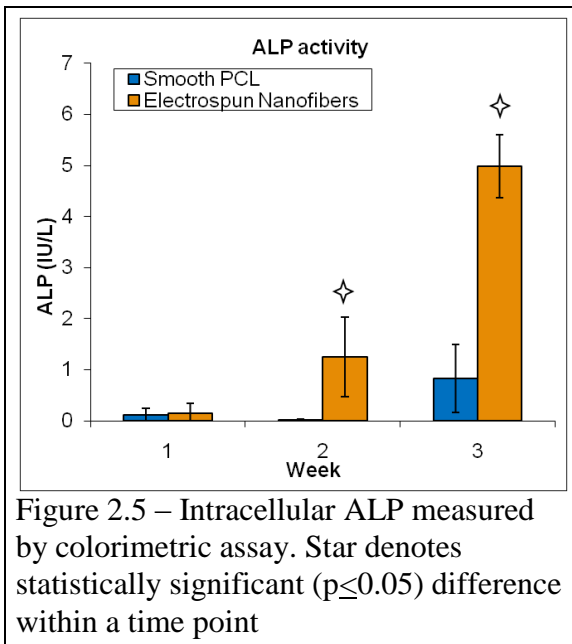 ALP activity
Smooth PCL
Electrospun Nanofibers
7
6
5
4
3
2
1
0
ALP (IU/L)
1 2 3
Week
Figure 2.5 – Intracellular ALP measured
by colorimetric assay. Star denotes
statistically significant (p≤0.05) difference
within a time point